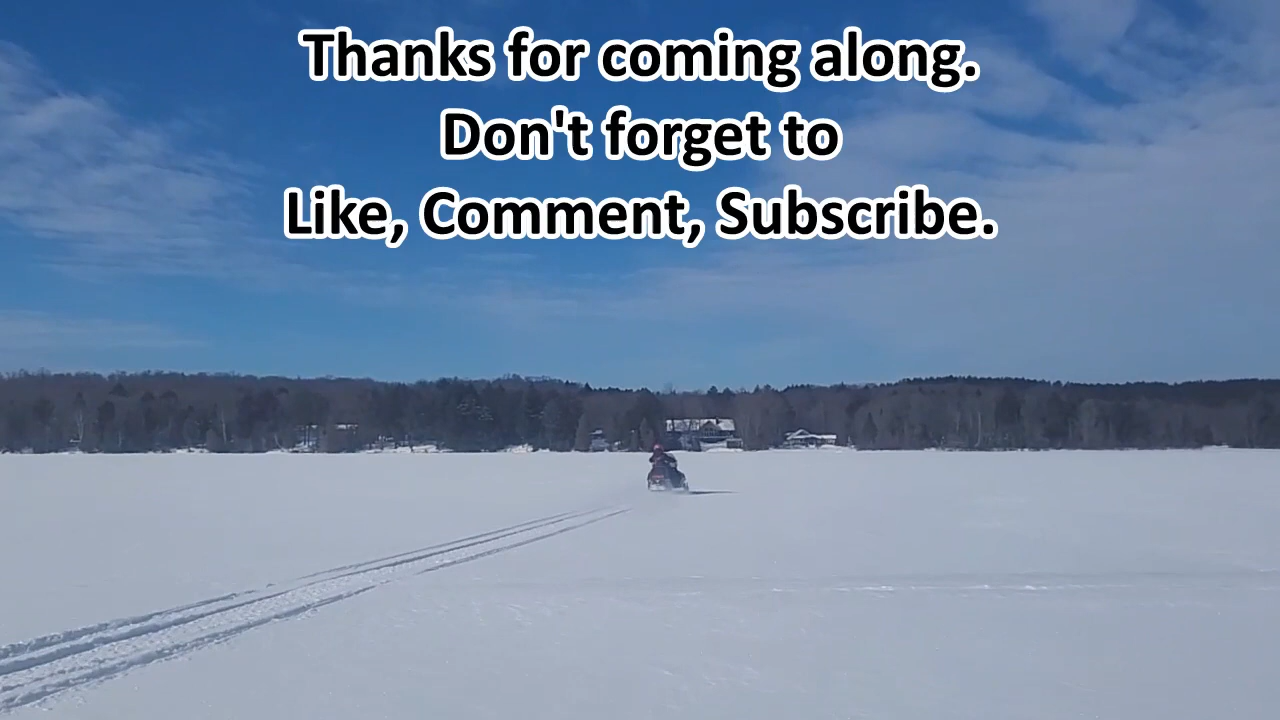 Thanks for coming along.
Don't forget to
Like, Comment, Subscribe.